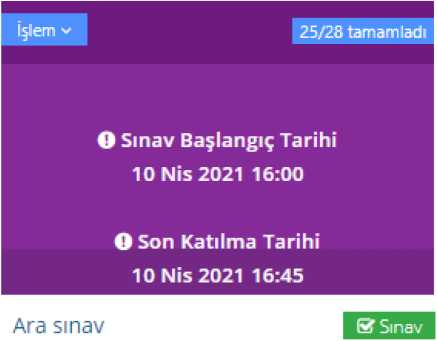 İşlem
25/28 tamamladı
Sınav Başlangıç Tarihi
10 Nis 2021 16:00
Son Katılma Tarihi
10 Nis 2021 16:45
Ara sınav
Sınav